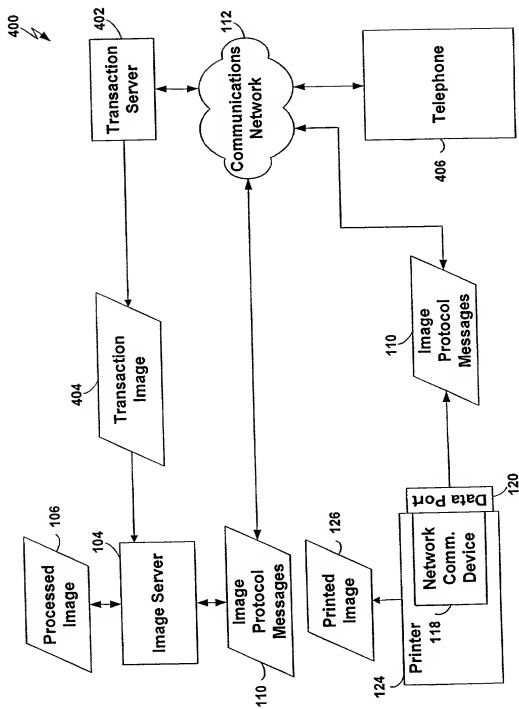 400
402
Transaction
Server
112
Communications
Network
Telephone
406
404
Transaction
Image
110
Image
Protocol
Messages
106
Processed
Image
104
Image Server
Image
Protocol
Messages
110
126
Printed
Image
120
Data Port
Network
Comm.
Device
118
Printer
124